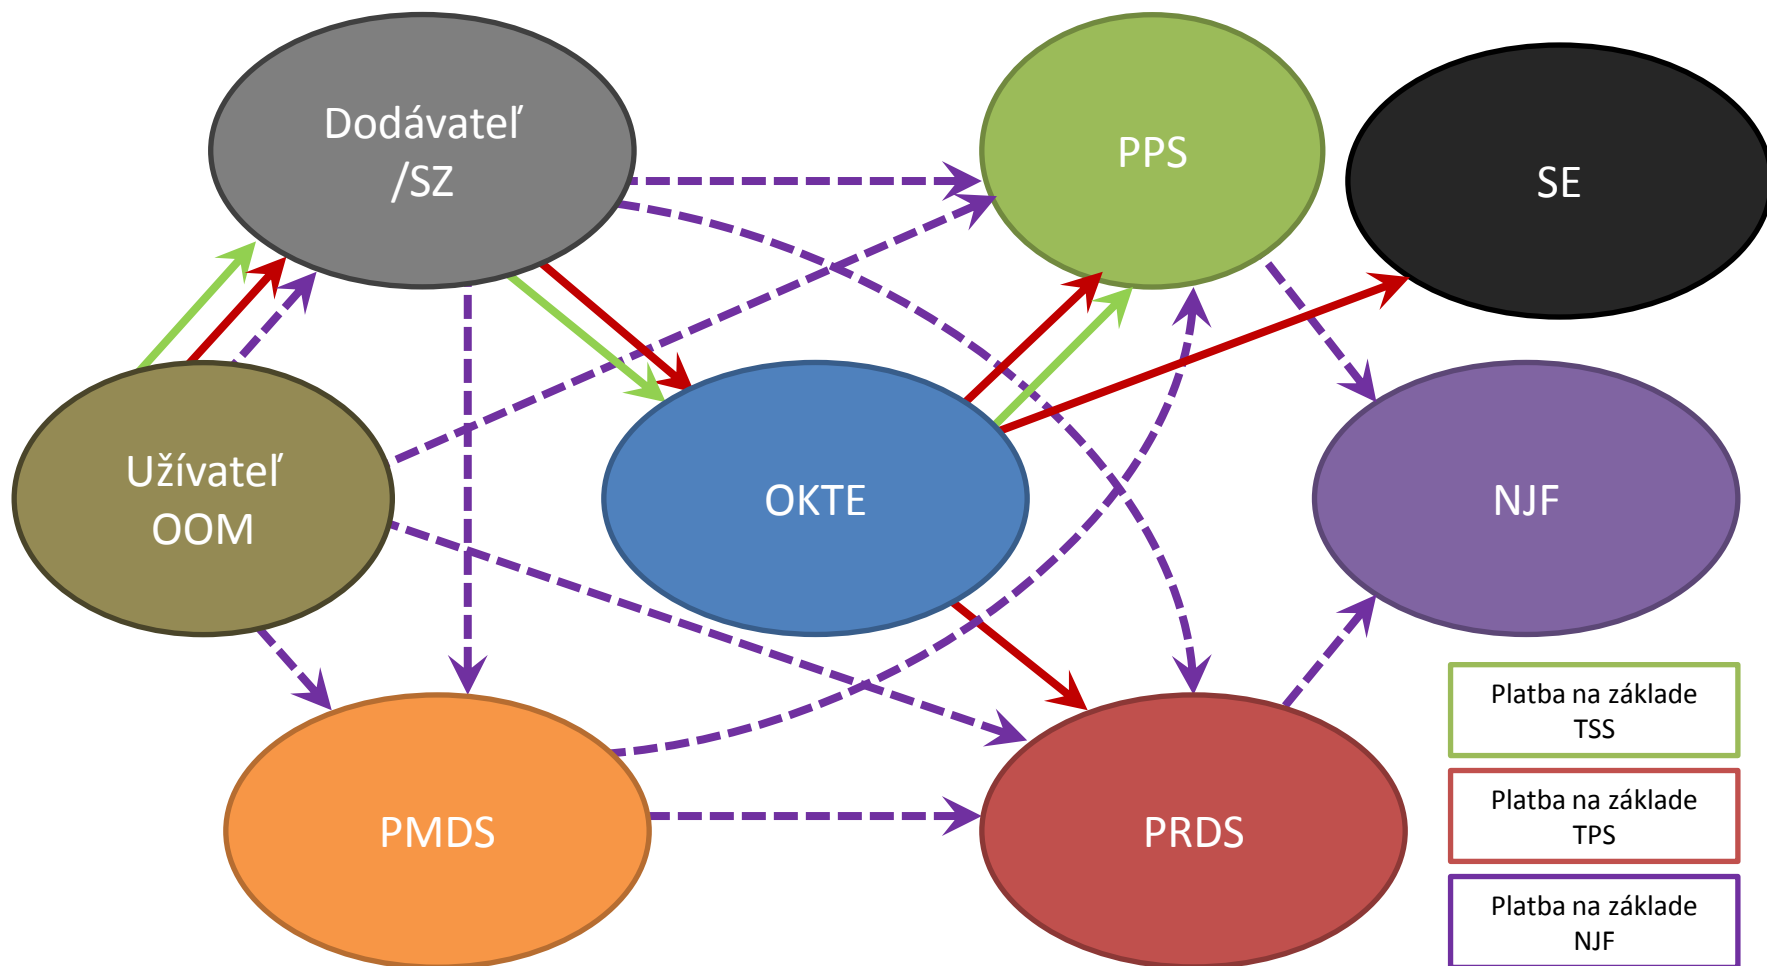 Dodávateľ
/SZ
PPS
SE
Užívateľ
OOM
OKTE
NJF
PMDS
PRDS
Platba na základe
TSS
Platba na základe
TPS
Platba na základe
NJF